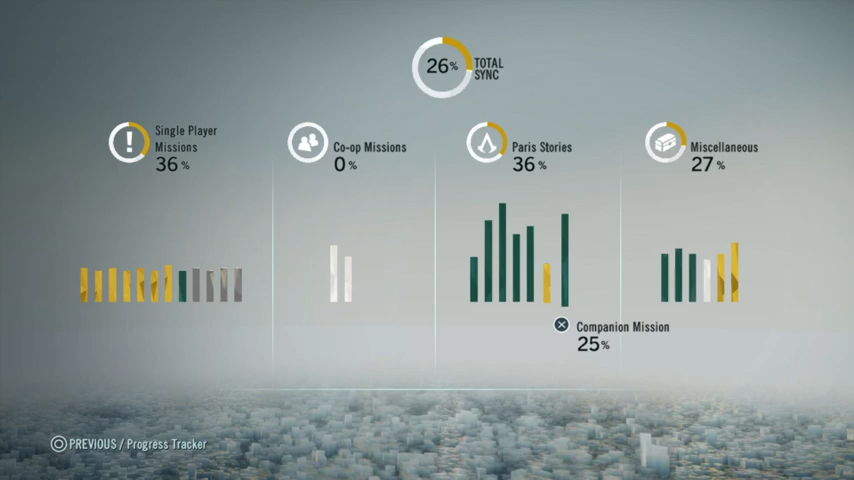 26%
TOTAL
SYNC
Single Player
Missions
36%
Co-op Missions
0%
Paris Stories
36%
Miscellaneous
27%
Companion Mission
25%
PREVIOUS / Progress Tracker